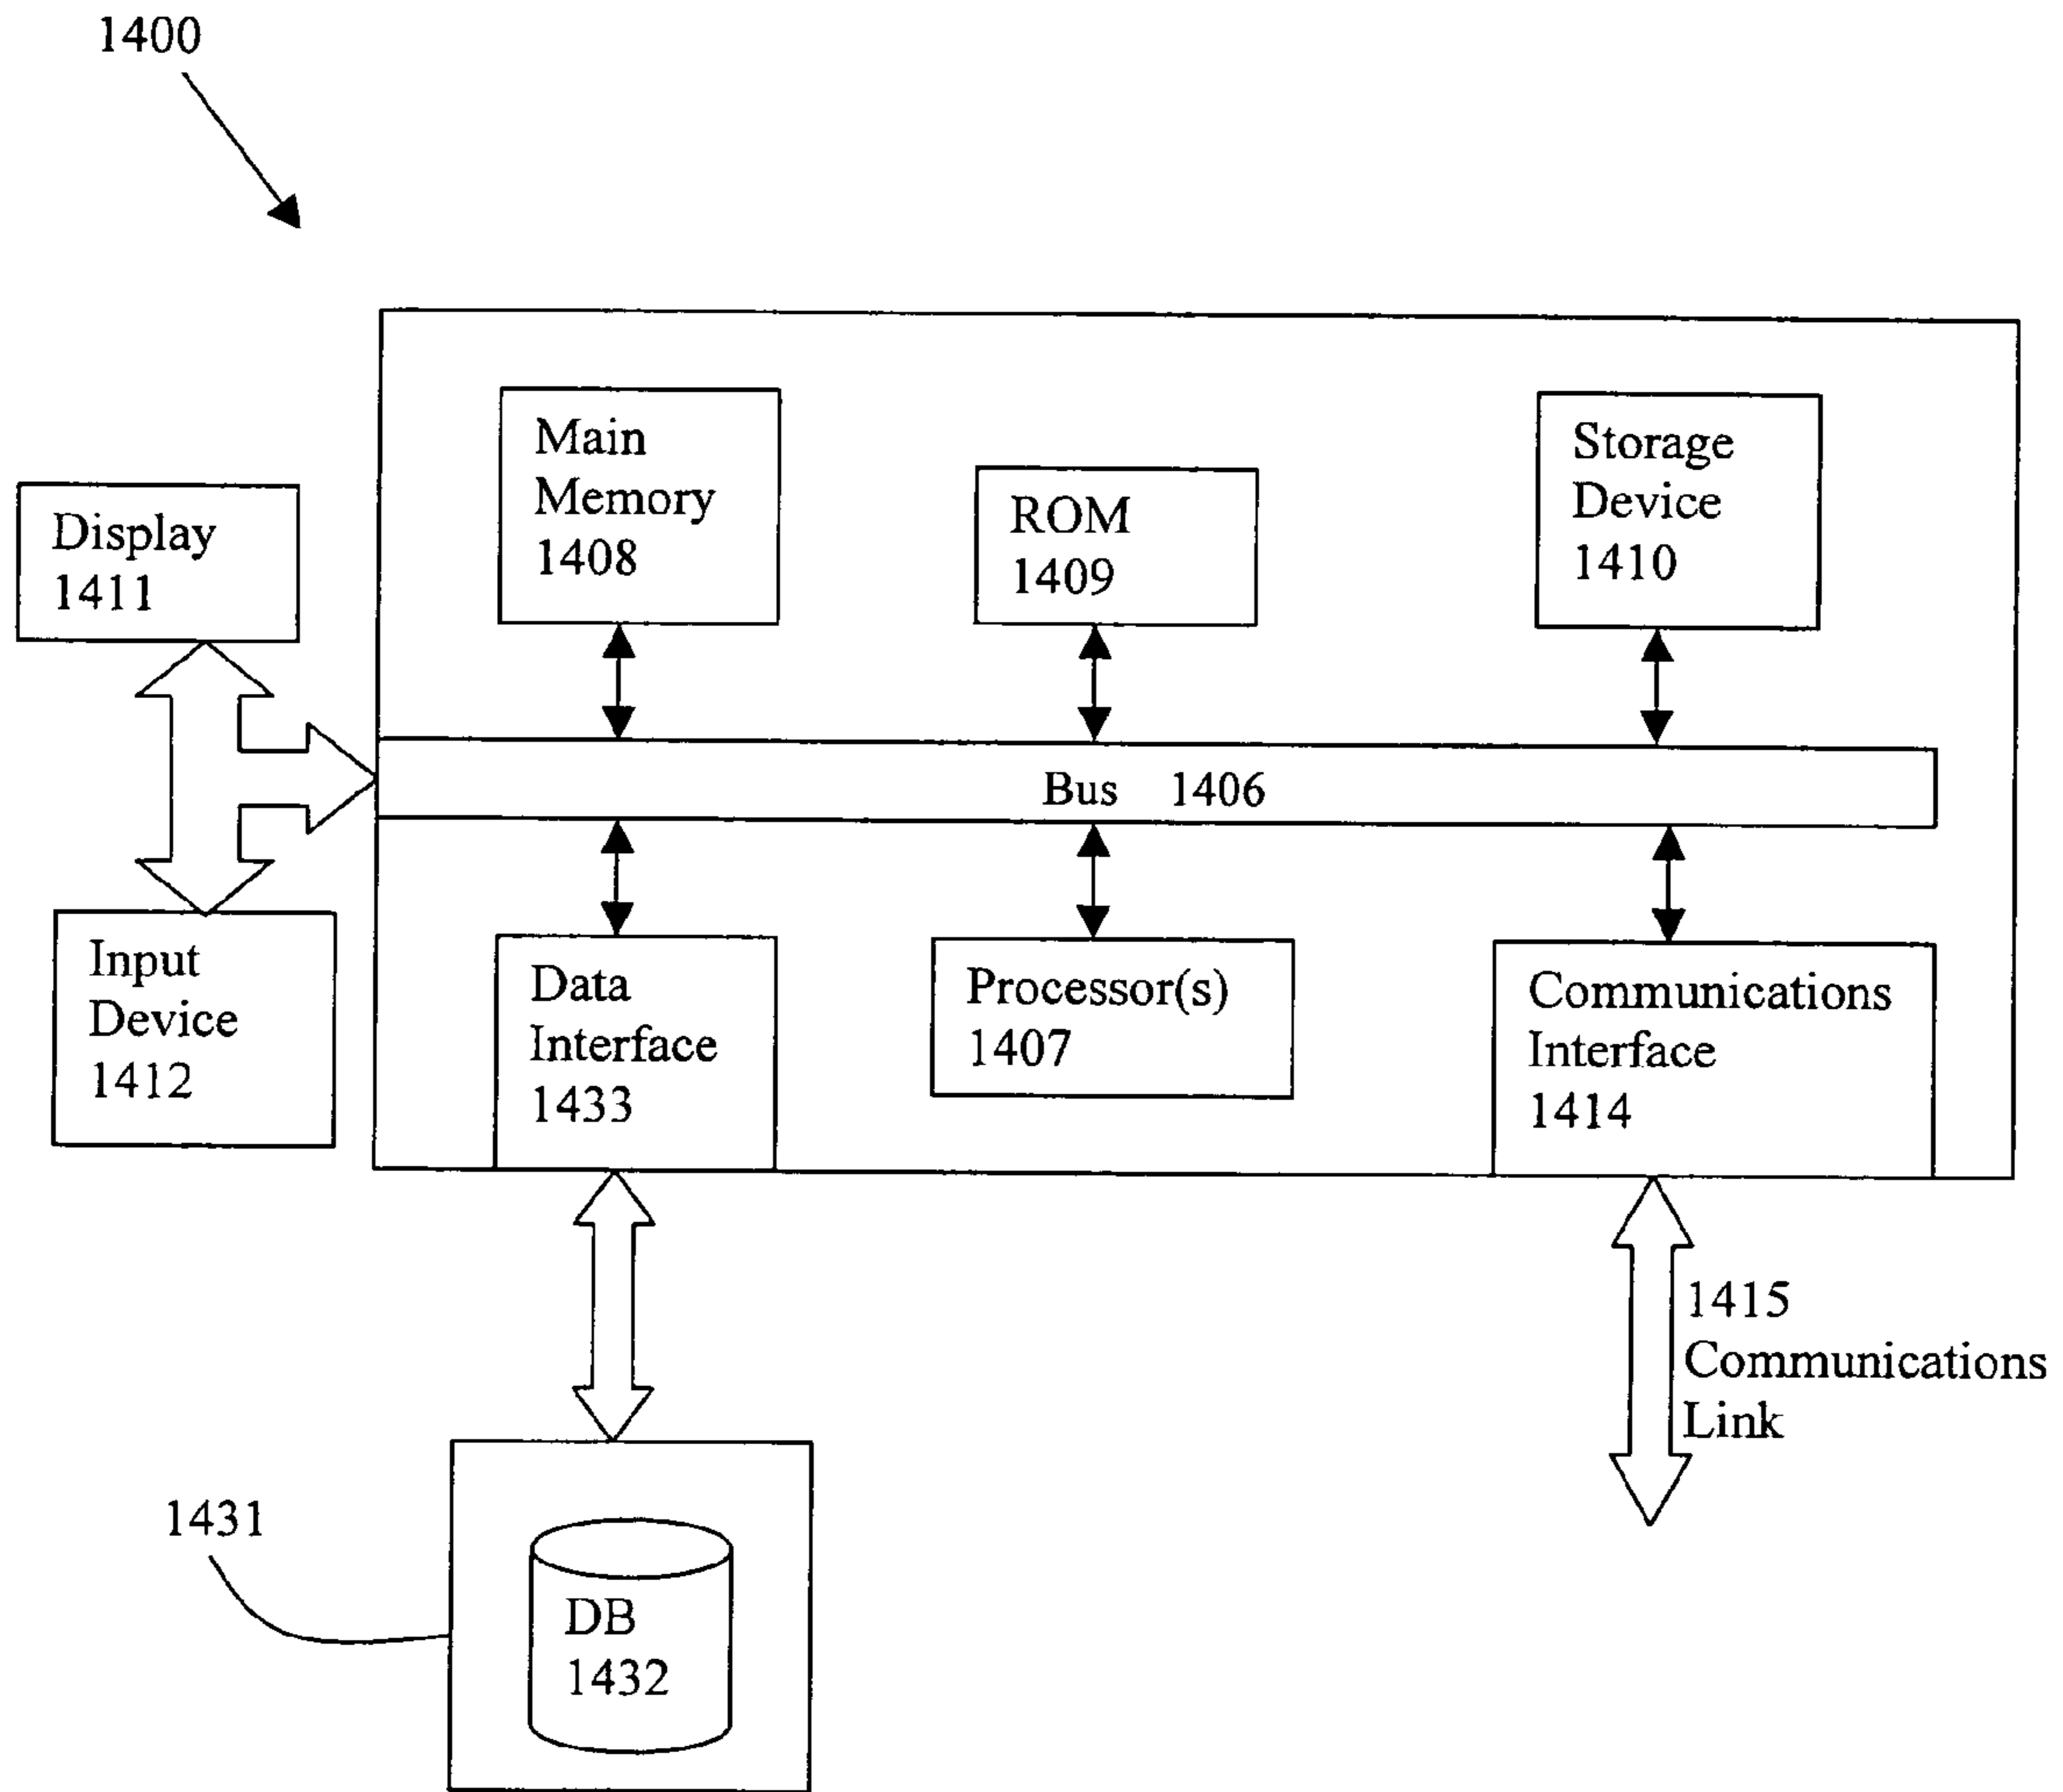 1400
Main
Memory
1408
ROM
1409
Storage
Device
1410
Display
1411
Bus 1406
Input
Device
1412
Data
Interface
1433
Processor(s)
1407
Communications
Interface
1414
1415
Communications
Link
1431
DB
1432